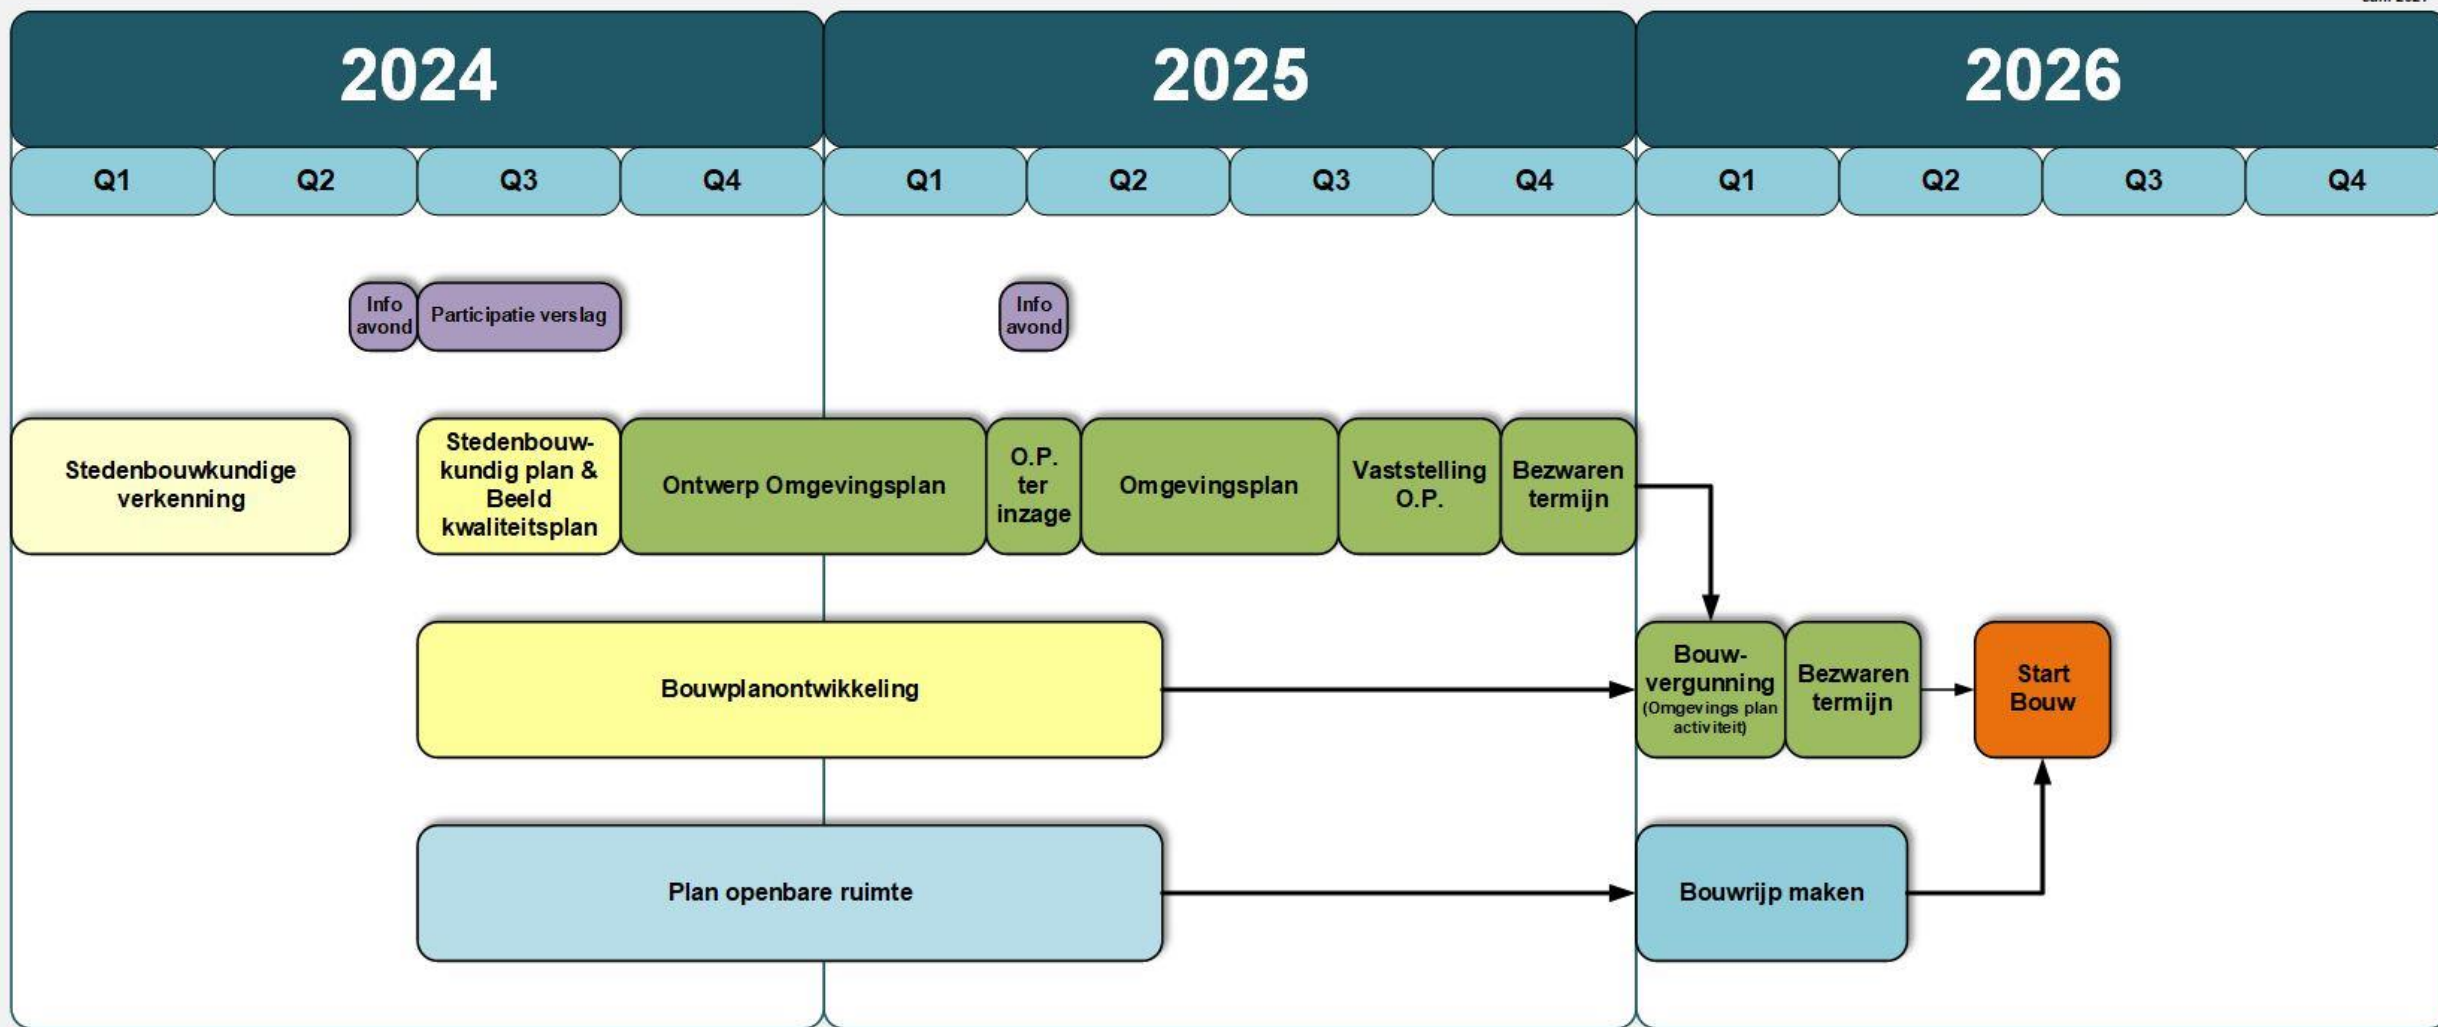 2024
2025
2026
Q1
Q2
Q3
Q4
Q1
Q2
Q3
Q4
Q1
Q2
Q3
Q4
Info
avond
Participatie verslag
Info
avond
Stedenbouwkundige
verkenning
Stedenbouw-
kundig plan &
Beeld
kwaliteitsplan
Ontwerp Omgevingsplan
O.P.
ter
inzage
Omgevingsplan
Vaststelling
O.P.
Bezwaren
termijn
Bouwplanontwikkeling
Bouw-
vergunning
(Omgevings plan
activiteit)
Bezwaren
termijn
Start
Bouw
Plan openbare ruimte
Bouwrijp maken